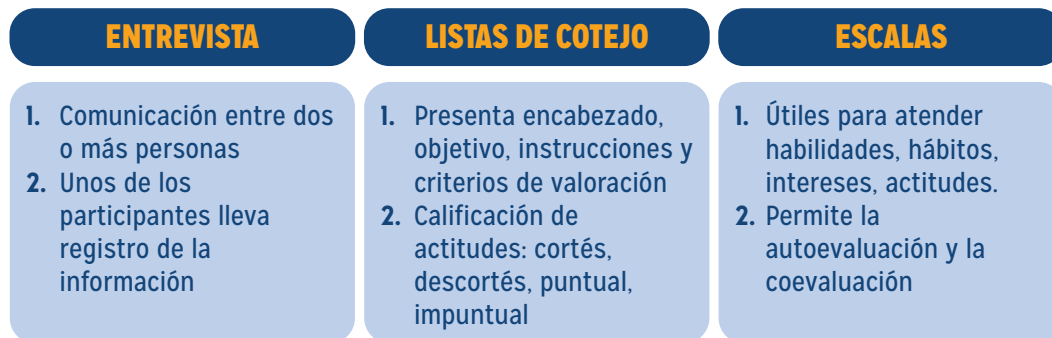 ENTREVISTA
1. Comunicación entre dos
o más personas
2. Unos de los
participantes lleva
registro de la
información
LISTAS DE COTEJO
1. Presenta encabezado,
objetivo, instrucciones y
criterios de valoración
2. Calificación de
actitudes: cortés,
descortés, puntual,
impuntual
ESCALAS
1. Útiles para atender
habilidades, hábitos,
intereses, actitudes.
2. Permite la
autoevaluación y la
coevaluación